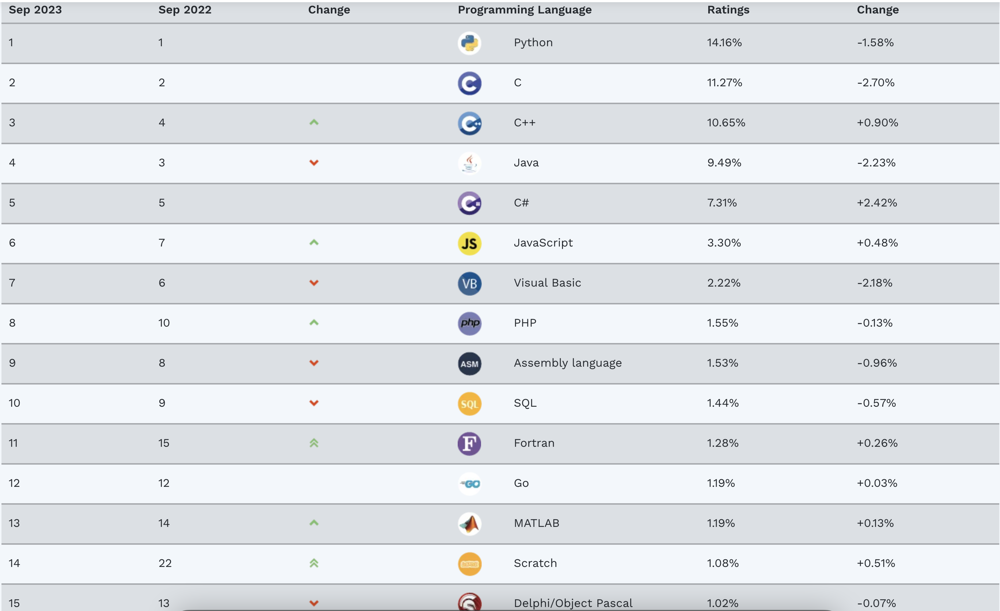 Sep 2023 Sep 2022 Change Programming Language Ratings Change
1 1 Python 14.16% -1.58%
2 2 C C 11.27% -2.70%
3 4 C++ C++ 10.65% +0.90%
4 3 Java 9.49% -2.23%
5 5 C# C# 7.31% +2.42%
6 7 JS JavaScript 3.30% +0.48%
7 6 VB Visual Basic 2.22% -2.18%
8 10 php PHP 1.55% -0.13%
9 8 ASM Assembly language 1.53% -0.96%
10 9 SQL SQL 1.44% -0.57%
11 15 F Fortran 1.28% +0.26%
12 12 GO Go 1.19% +0.03%
13 14 MATLAB 1.19% +0.13%
14 22 Scratch 1.08% +0.51%
15 13 Delphi/Object Pascal 1.02% -0.07%